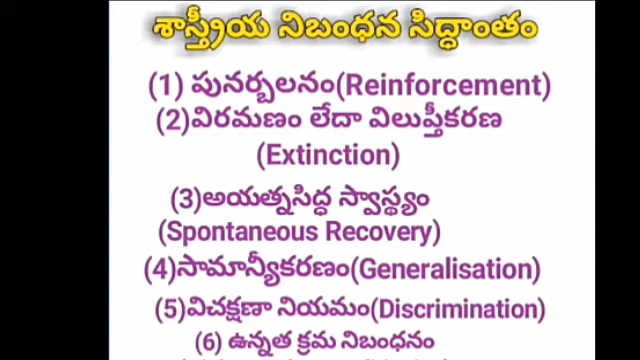 శాస్త్రీయ నిబంధన సిద్ధాంతం
(1) పునర్బలనం(Reinforcement)
(2)విరమణం లేదా విలుప్తీకరణ
(Extinction)
(3)అయత్నసిద్ధ స్వాస్థ్యం
(Spontaneous Recovery)
(4)సామాన్యీకరణం(Generalisation)
(5)విచక్షణా నియమం(Discrimination)
(6) ఉన్నత క్రమ నిబంధనం